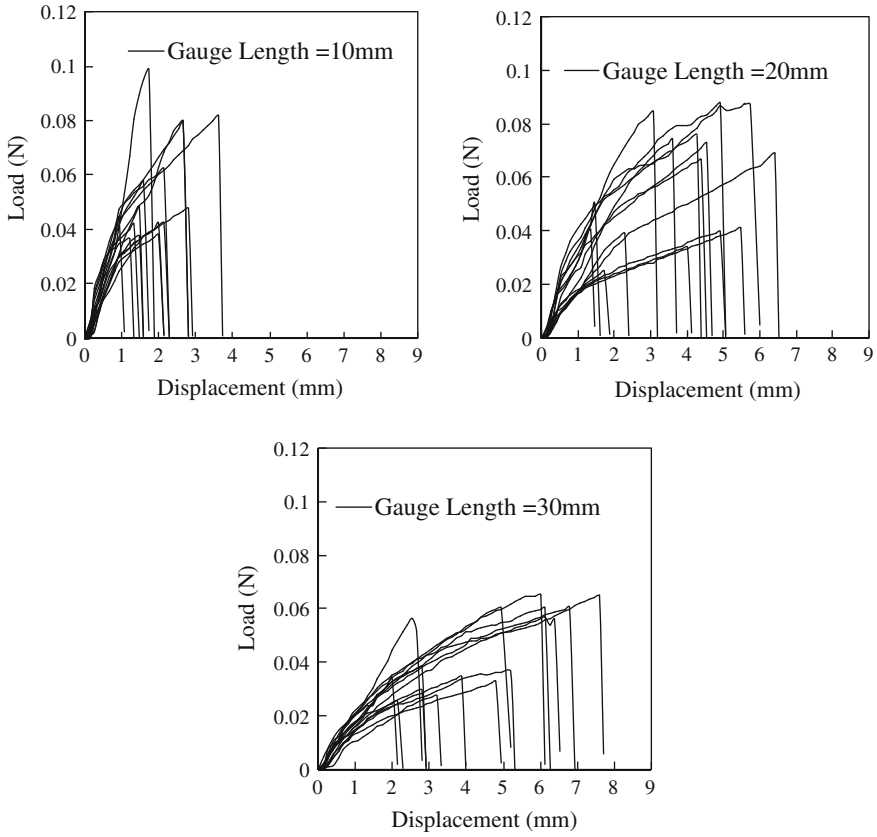 0.12
0.1
0.08
0.06
0.04
0.02
0
Load (N)
Gauge Length =10mm
0 1 2 3 4 5 6 7 8 9
Displacement (mm)
0.12
0.1
0.08
0.06
0.04
0.02
0
Load (N)
Gauge Length =20mm
0 1 2 3 4 5 6 7 8 9
Displacement (mm)
0.12
0.1
0.08
0.06
0.04
0.02
0
Load (N)
Gauge Length =30mm
0 1 2 3 4 5 6 7 8 9
Displacement (mm)